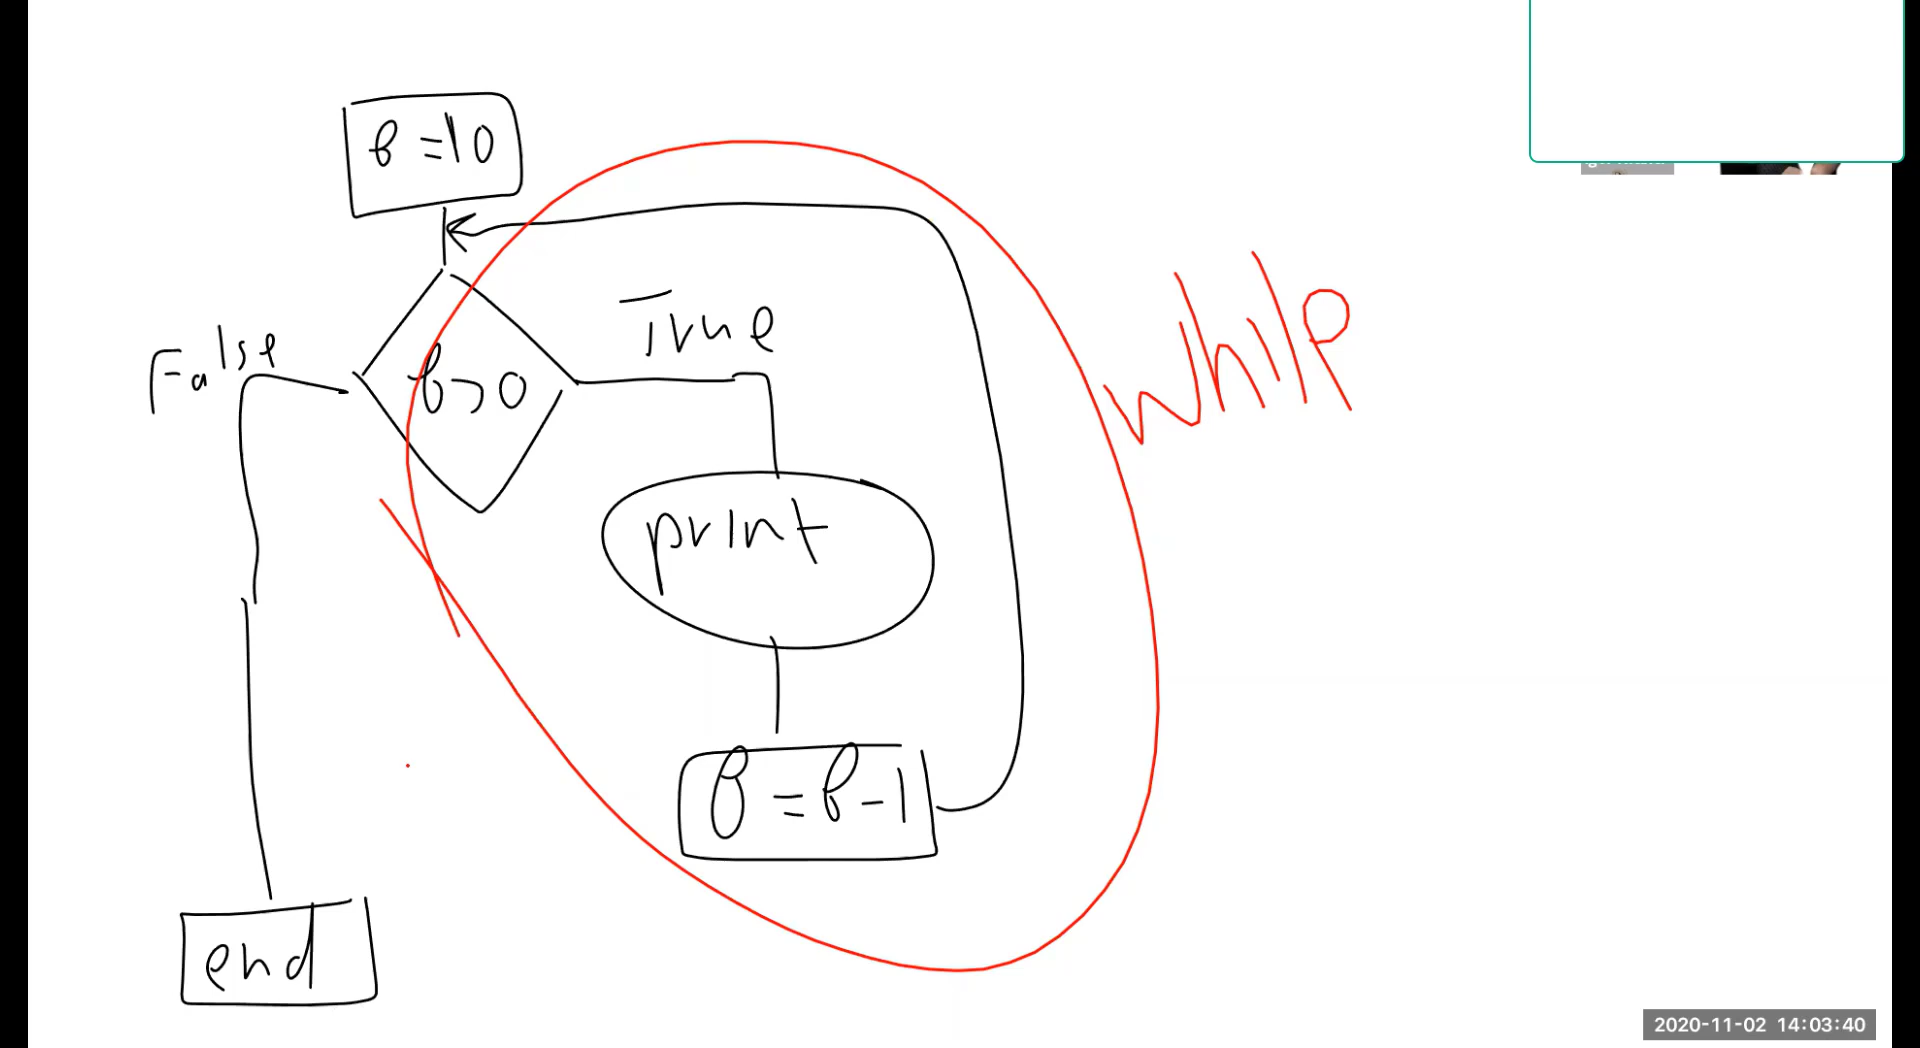 b = 10
True
False
b > 0
while
print
b = b - 1
end
2020-11-02 14:03:40